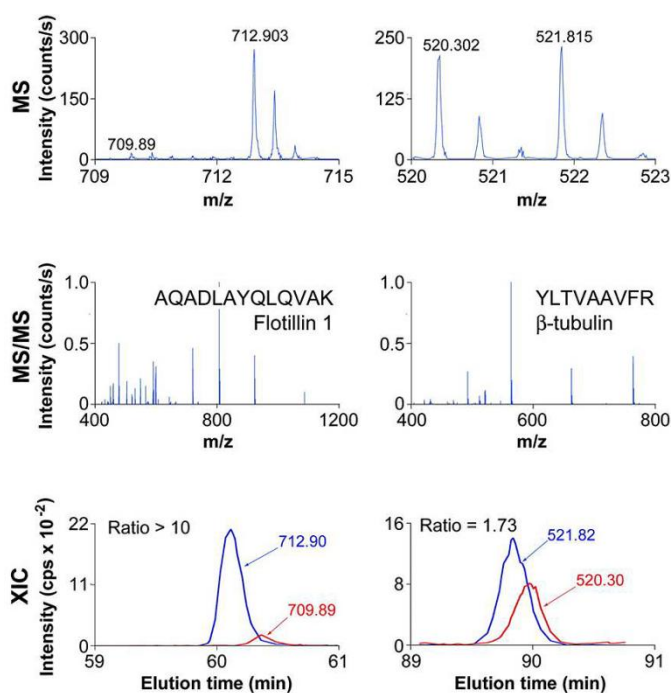 MS
Intensity (counts/s)
300
150
0
712.903
709.89
709
712
715
m/z
250
125
0
520.302
521.815
520
521
522
523
m/z
MS/MS
Intensity (counts/s)
1.0
0.5
0
AQADLAYQLQVAK
Flotillin 1
400
800
1200
m/z
1.0
0.5
0
YLTVAAVFR
β-tubulin
400
600
800
m/z
XIC
Intensity (cps x 10⁻²)
22
11
0
Ratio > 10
712.90
709.89
59
60
61
Elution time (min)
16
8
0
Ratio = 1.73
521.82
520.30
89
90
91
Elution time (min)